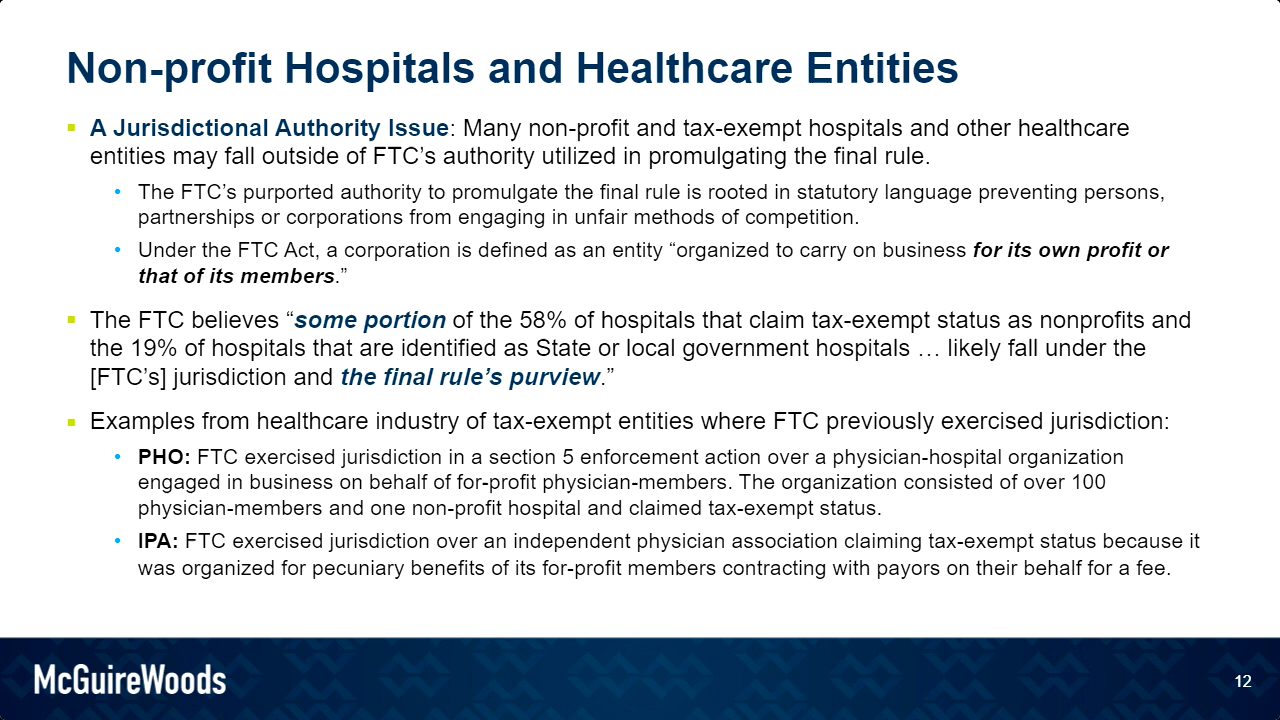 Non-profit Hospitals and Healthcare Entities
▪ A Jurisdictional Authority Issue: Many non-profit and tax-exempt hospitals and other healthcare
entities may fall outside of FTC’s authority utilized in promulgating the final rule.
• The FTC’s purported authority to promulgate the final rule is rooted in statutory language preventing persons,
partnerships or corporations from engaging in unfair methods of competition.
• Under the FTC Act, a corporation is defined as an entity “organized to carry on business for its own profit or
that of its members.”
▪ The FTC believes “some portion of the 58% of hospitals that claim tax-exempt status as nonprofits and
the 19% of hospitals that are identified as State or local government hospitals … likely fall under the
[FTC’s] jurisdiction and the final rule’s purview.”
▪ Examples from healthcare industry of tax-exempt entities where FTC previously exercised jurisdiction:
• PHO: FTC exercised jurisdiction in a section 5 enforcement action over a physician-hospital organization
engaged in business on behalf of for-profit physician-members. The organization consisted of over 100
physician-members and one non-profit hospital and claimed tax-exempt status.
• IPA: FTC exercised jurisdiction over an independent physician association claiming tax-exempt status because it
was organized for pecuniary benefits of its for-profit members contracting with payors on their behalf for a fee.
McGuireWoods
12